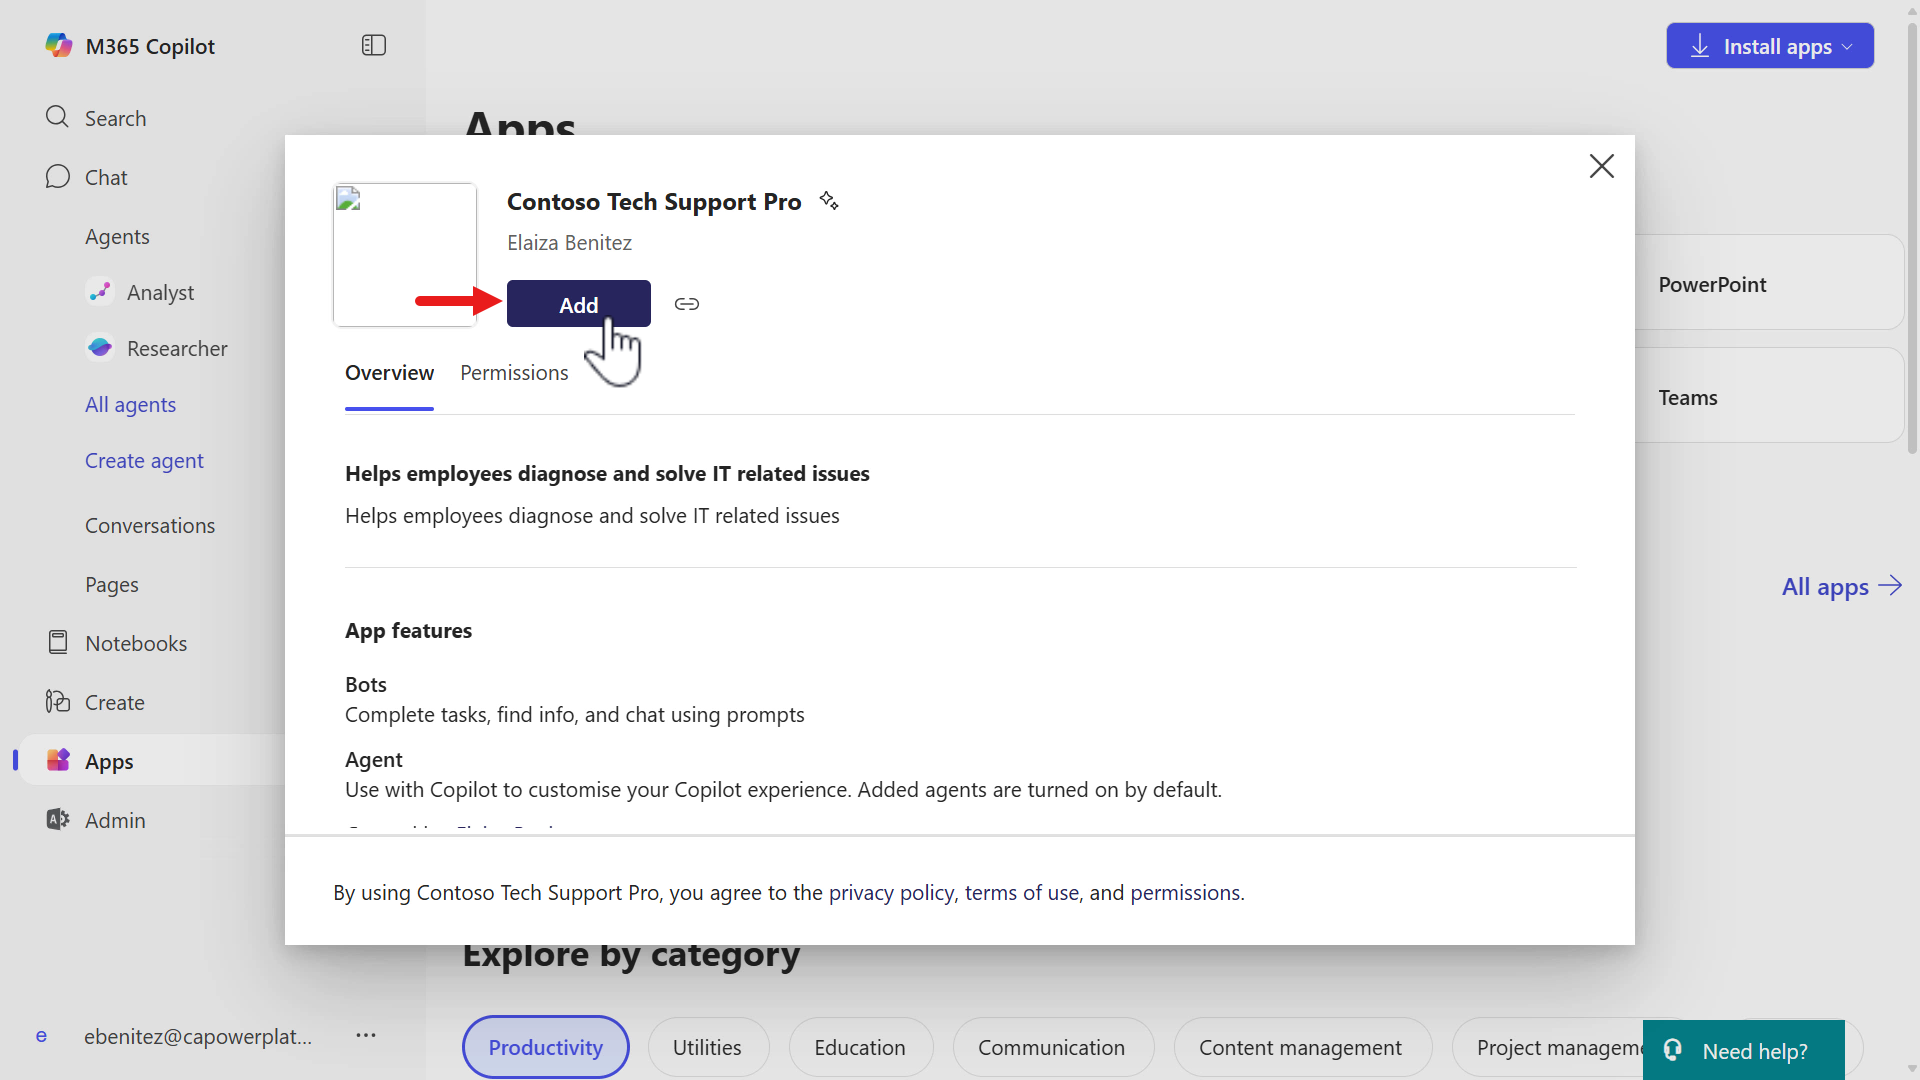 M365 Copilot
Search
Chat
Agents
Analyst
Researcher
All agents
Create agent
Conversations
Pages
Notebooks
Create
Apps
Admin
e
ebenitez@capowerplat...
Install apps
Apps
Contoso Tech Support Pro
Elaiza Benitez
Add
Overview
Permissions
Helps employees diagnose and solve IT related issues
Helps employees diagnose and solve IT related issues
App features
Bots
Complete tasks, find info, and chat using prompts
Agent
Use with Copilot to customise your Copilot experience. Added agents are turned on by default.
By using Contoso Tech Support Pro, you agree to the privacy policy, terms of use, and permissions.
PowerPoint
Teams
All apps
Explore by category
Productivity
Utilities
Education
Communication
Content management
Project manageme
Need help?